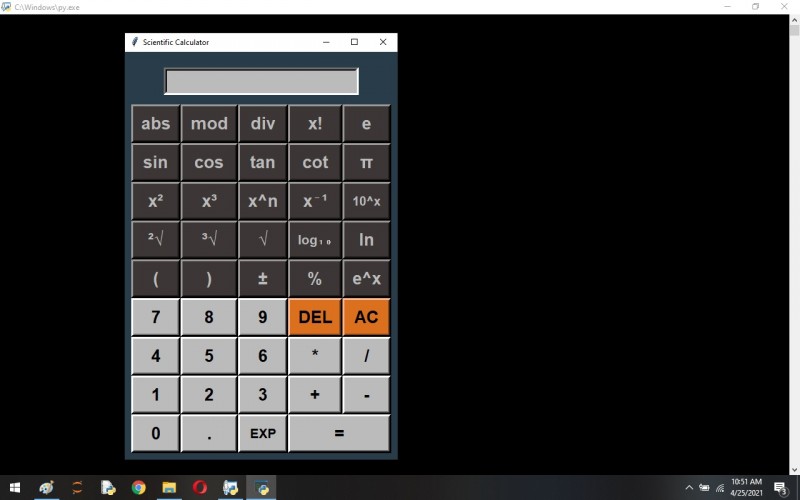 C:\Windows\py.exe
Scientific Calculator
abs mod div x! e
sin cos tan cot π
x² x³ x^n x⁻¹ 10^x
²√ ³√ √ log₁₀ ln
( ) ± % e^x
7 8 9 DEL AC
4 5 6 * /
1 2 3 + -
0 . EXP =
10:51 AM
4/25/2021
3